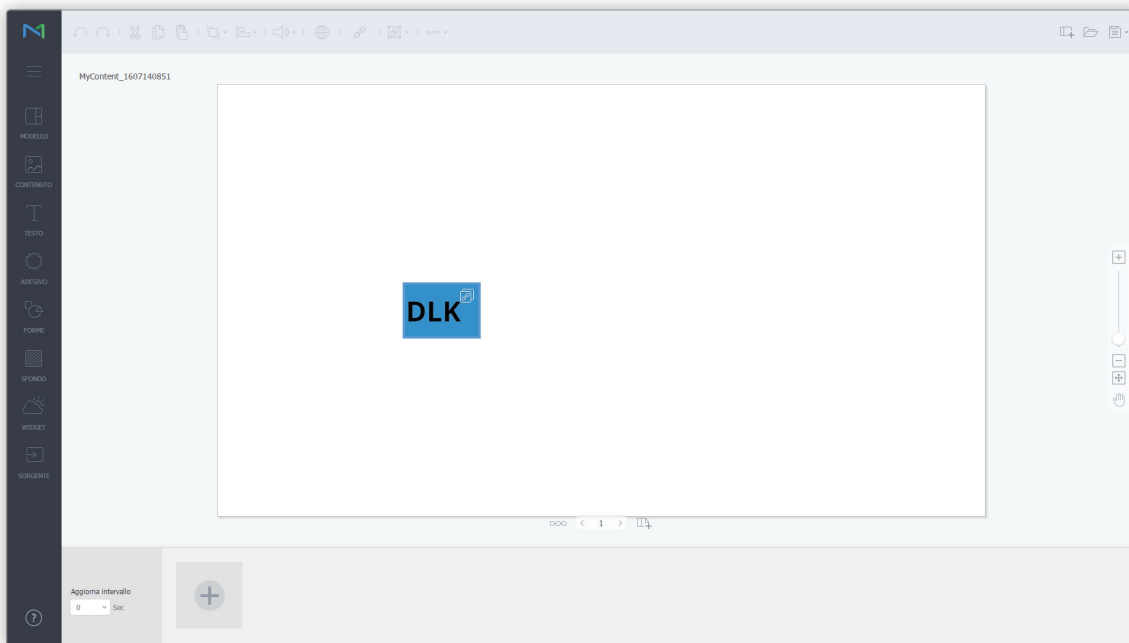 MyContent_1607140851
MODELLO
CONTENUTO
TESTO
ADESIVO
FORME
SFONDO
WIDGET
SORGENTE
DLK
1
Aggiorna intervallo
0 Sec
?